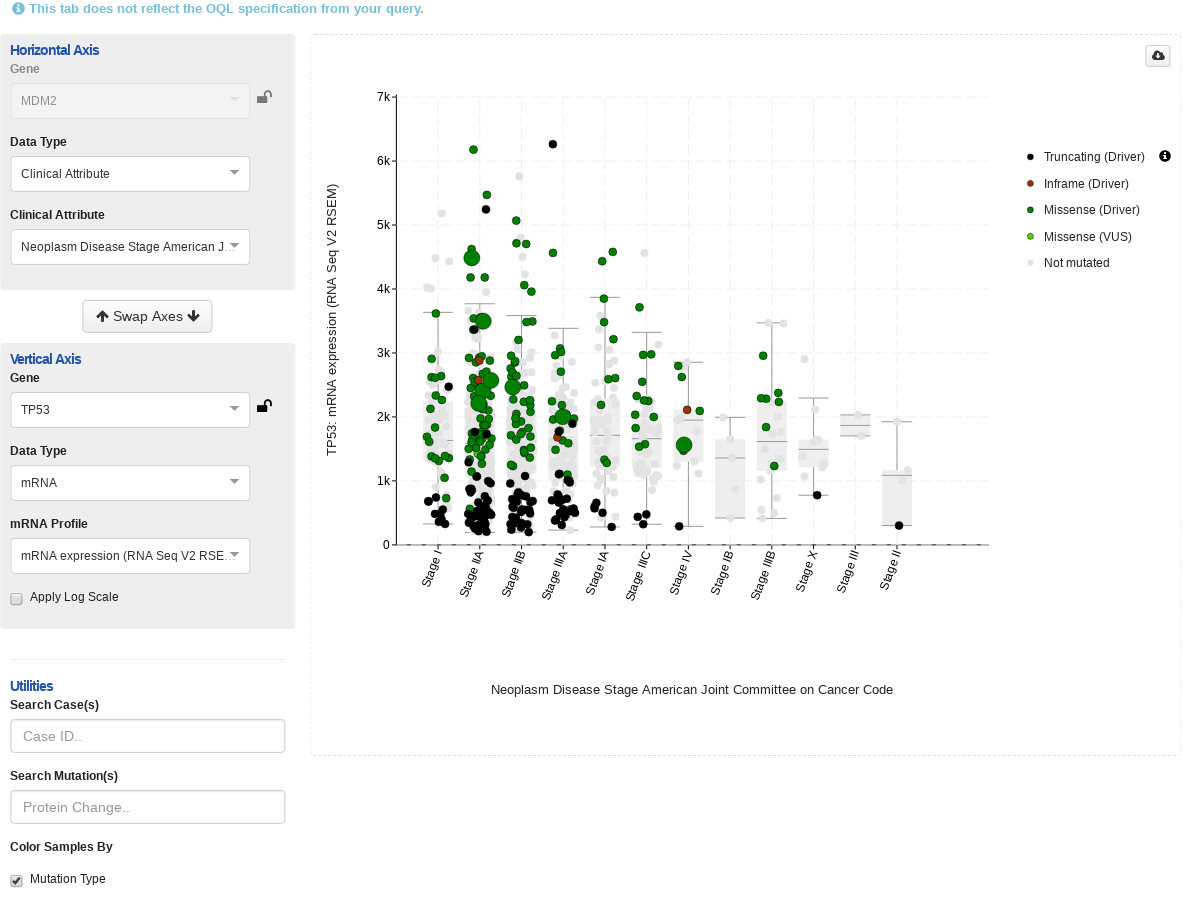 This tab does not reflect the OQL specification from your query.
Horizontal Axis
Gene
MDM2
Data Type
Clinical Attribute
Clinical Attribute
Neoplasm Disease Stage American J...
Swap Axes
Vertical Axis
Gene
TP53
Data Type
mRNA
mRNA Profile
mRNA expression (RNA Seq V2 RSE...
Apply Log Scale
Utilities
Search Case(s)
Case ID..
Search Mutation(s)
Protein Change..
Color Samples By
Mutation Type
TP53: mRNA expression (RNA Seq V2 RSEM)
7k
6k
5k
4k
3k
2k
1k
0
Stage I
Stage IIA
Stage IIB
Stage IIIA
Stage IA
Stage IIIC
Stage IV
Stage IB
Stage IIIB
Stage X
Stage III
Stage II
Neoplasm Disease Stage American Joint Committee on Cancer Code
Truncating (Driver)
Inframe (Driver)
Missense (Driver)
Missense (VUS)
Not mutated